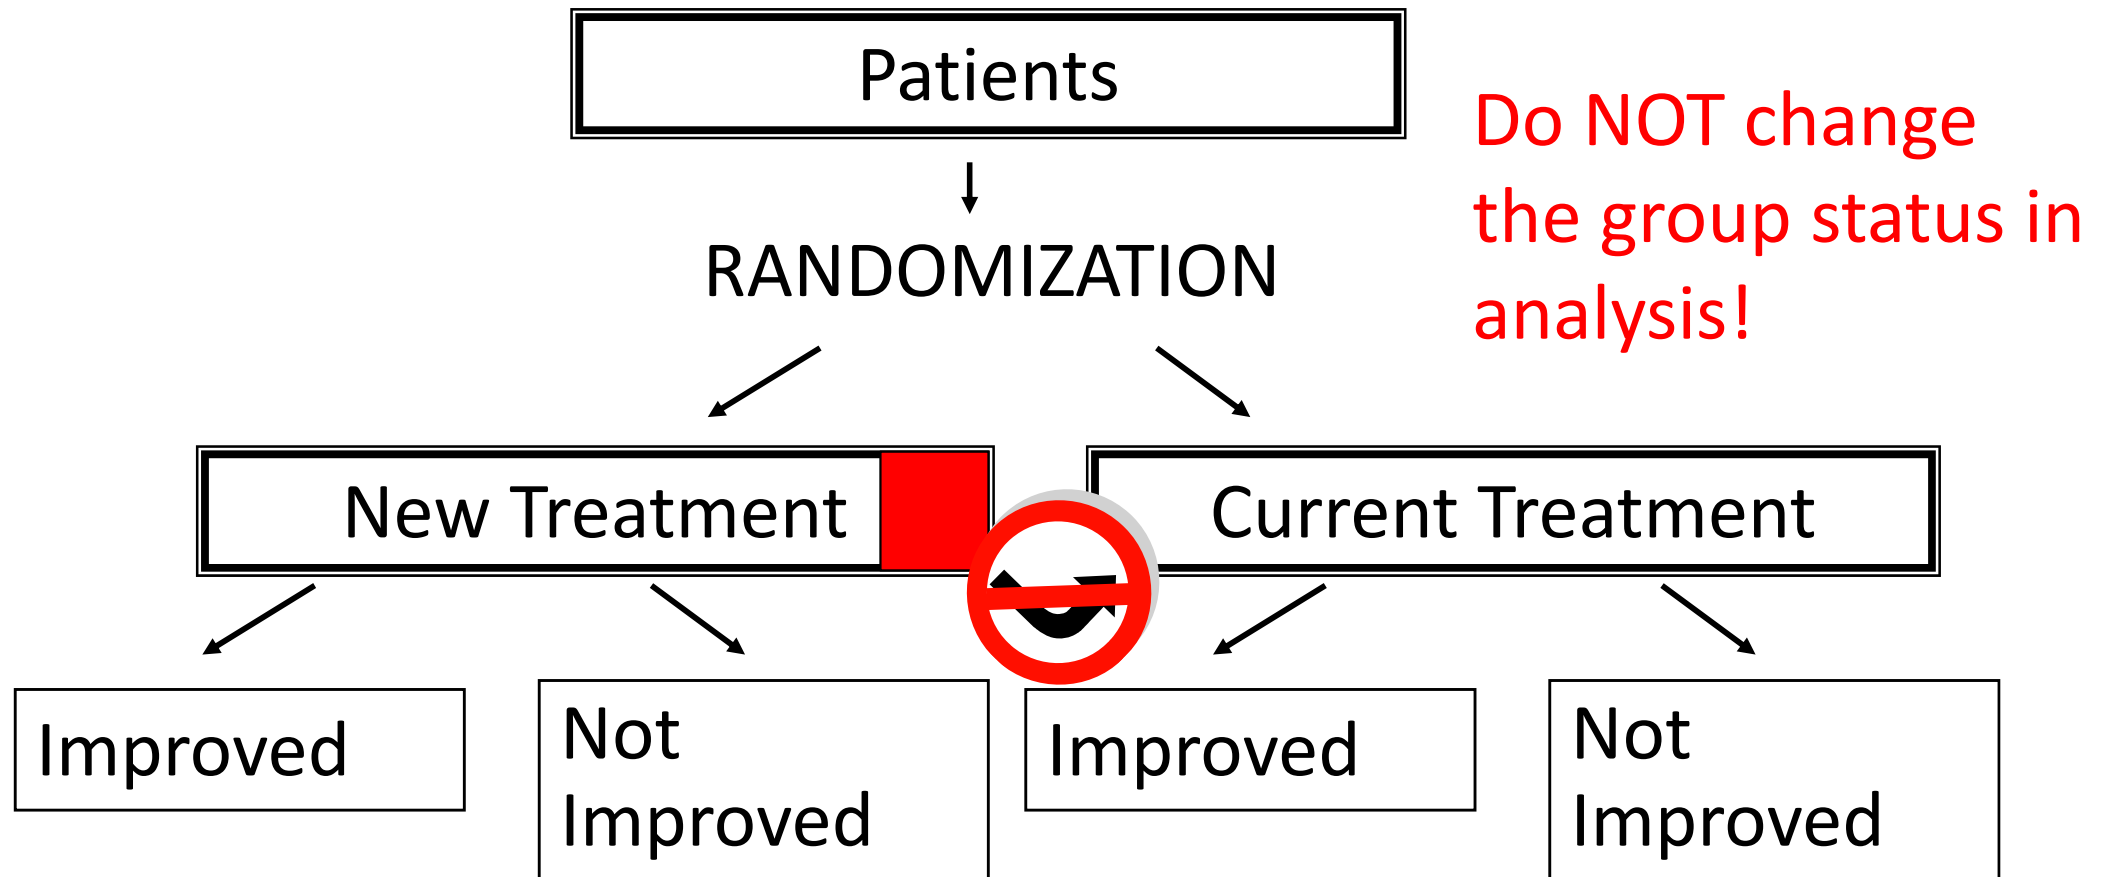 Patients
Do NOT change
the group status in
analysis!
RANDOMIZATION
New Treatment
Current Treatment
Improved
Not
Improved
Improved
Not
Improved